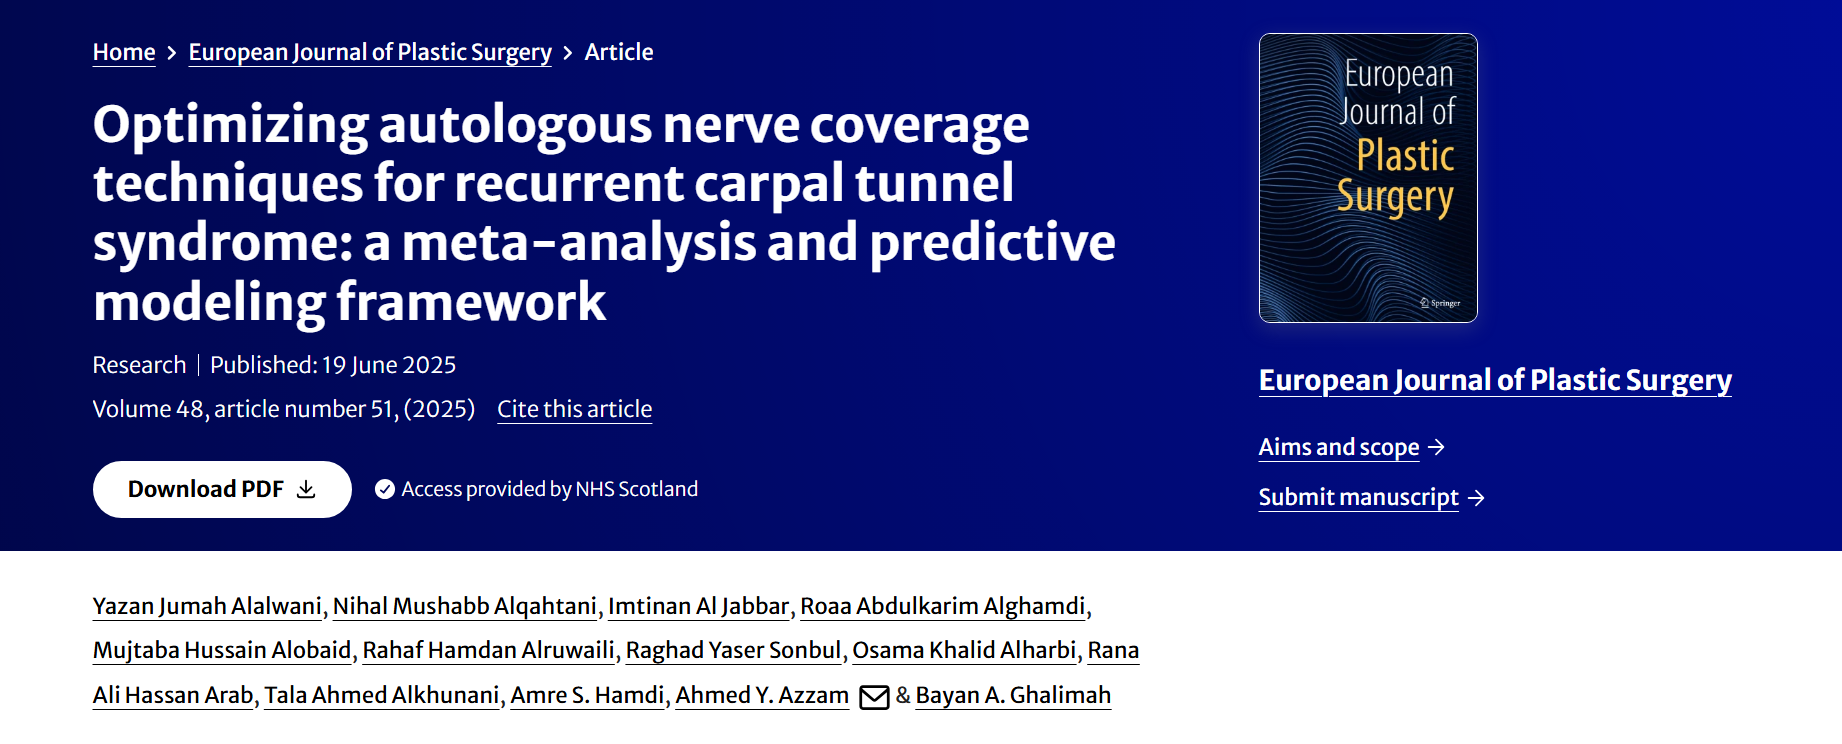 Home > European Journal of Plastic Surgery > Article
Optimizing autologous nerve coverage
techniques for recurrent carpal tunnel
syndrome: a meta-analysis and predictive
modeling framework
Research | Published: 19 June 2025
Volume 48, article number 51, (2025) Cite this article
Download PDF
Access provided by NHS Scotland
European
Journal of
Plastic
Surgery
Springer
European Journal of Plastic Surgery
Aims and scope →
Submit manuscript →
Yazan Jumah Alalwani, Nihal Mushabb Alqahtani, Imtinan Al Jabbar, Roaa Abdulkarim Alghamdi,
Mujtaba Hussain Alobaid, Rahaf Hamdan Alruwaili, Raghad Yaser Sonbul, Osama Khalid Alharbi, Rana
Ali Hassan Arab, Tala Ahmed Alkhunani, Amre S. Hamdi, Ahmed Y. Azzam & Bayan A. Ghalimah